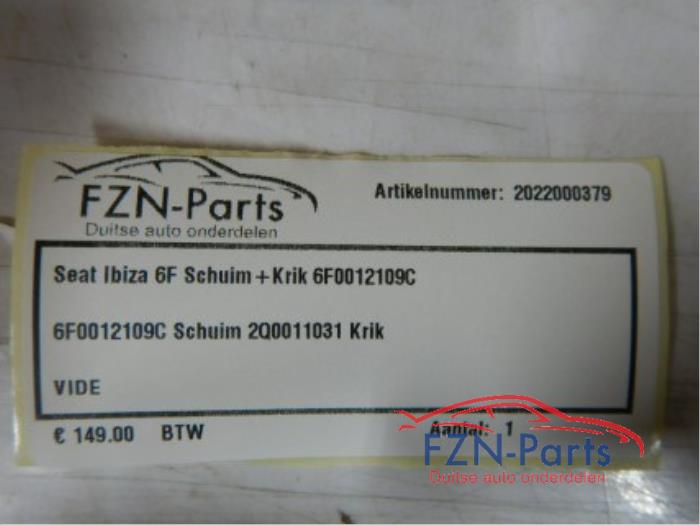 FZN-Parts
Duitse auto onderdelen
Artikelnummer: 2022000379
Seat Ibiza 6F Schuim+Krik 6F0012109C
6F0012109C Schuim 2Q0011031 Krik
VIDE
€ 149.00 BTW
Aantal: 1
FZN-Parts
Duitse auto onderdelen